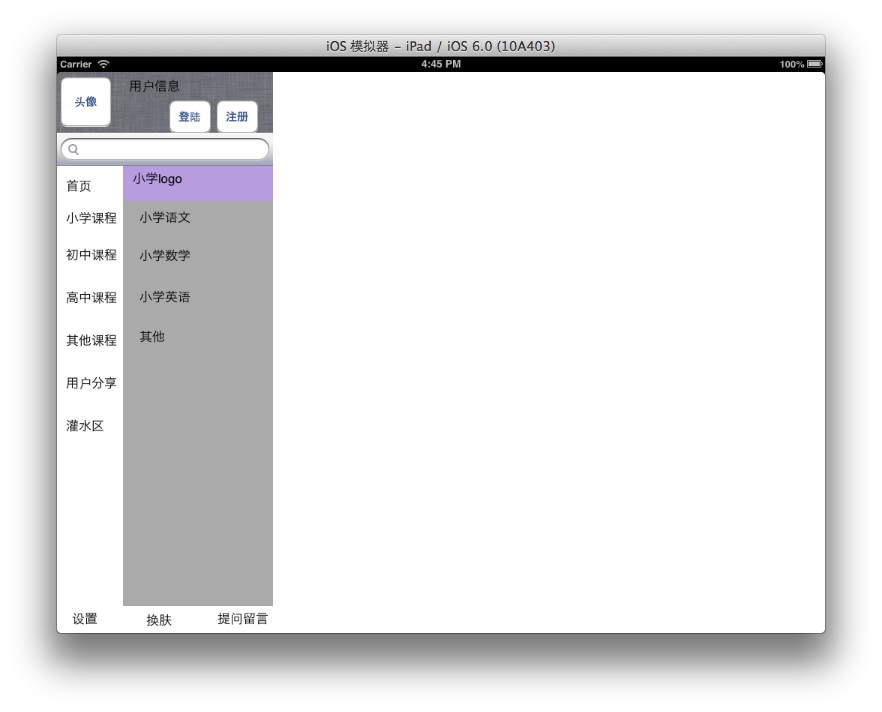 iOS 模拟器 – iPad / iOS 6.0 (10A403)
Carrier 4:45 PM 100%
头像 用户信息
登陆 注册
首页 小学logo
小学课程 小学语文
初中课程 小学数学
高中课程 小学英语
其他课程 其他
用户分享
灌水区
设置 换肤 提问留言